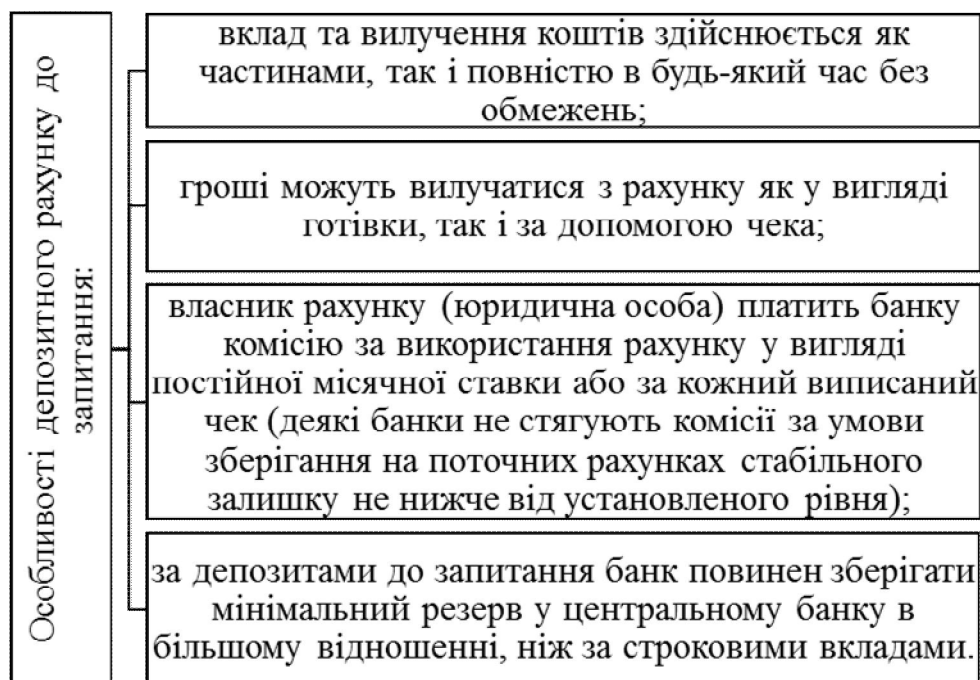 Особливості депозитного рахунку до
запитання:
вклад та вилучення коштів здійснюється як
частинами, так і повністю в будь-який час без
обмежень;
гроші можуть вилучатися з рахунку як у вигляді
готівки, так і за допомогою чека;
власник рахунку (юридична особа) платить банку
комісію за використання рахунку у вигляді
постійної місячної ставки або за кожний виписаний
чек (деякі банки не стягують комісії за умови
зберігання на поточних рахунках стабільного
залишку не нижче від установленого рівня);
за депозитами до запитання банк повинен зберігати
мінімальний резерв у центральному банку в
більшому відношенні, ніж за строковими вкладами.